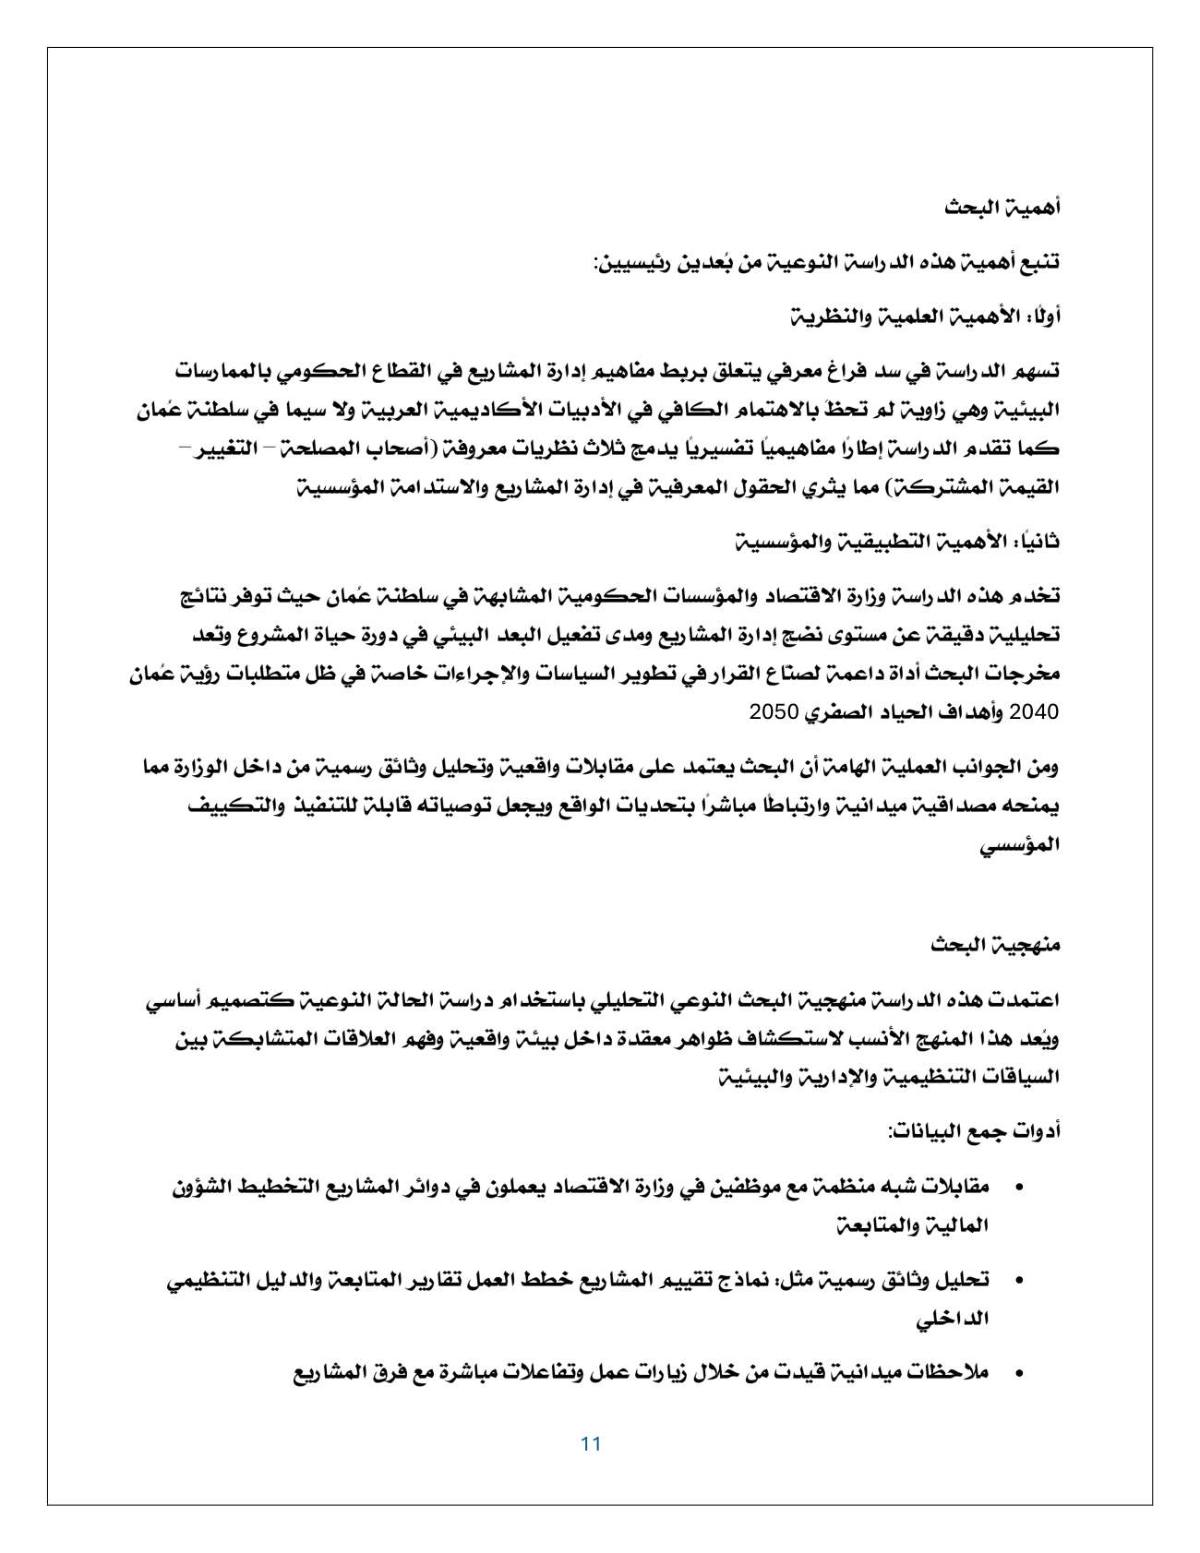 أهمية البحث
تنبع أهمية هذه الدراسة النوعية من بُعدين رئيسيين:
أولًا: الأهمية العلمية والنظرية
تسهم الدراسة في سد فراغ معرفي يتعلق بربط مفاهيم إدارة المشاريع في القطاع الحكومي بالممارسات
البيئية وهي زاوية لم تحظَ بالاهتمام الكافي في الأدبيات الأكاديمية العربية ولا سيما في سلطنة عُمان
كما تقدم الدراسة إطارًا مفاهيميًا تفسيريًا يدمج ثلاث نظريات معروفة (أصحاب المصلحة – التغيير –
القيمة المشتركة) مما يثري الحقول المعرفية في إدارة المشاريع والاستدامة المؤسسية
ثانيًا: الأهمية التطبيقية والمؤسسية
تخدم هذه الدراسة وزارة الاقتصاد والمؤسسات الحكومية المشابهة في سلطنة عُمان حيث توفر نتائج
تحليلية دقيقة عن مستوى نضج إدارة المشاريع ومدى تفعيل البعد البيئي في دورة حياة المشروع وتعد
مخرجات البحث أداة داعمة لصنّاع القرار في تطوير السياسات والإجراءات خاصة في ظل متطلبات رؤية عُمان
2040 وأهداف الحياد الصفري 2050
ومن الجوانب العملية الهامة أن البحث يعتمد على مقابلات واقعية وتحليل وثائق رسمية من داخل الوزارة مما
يمنحه مصداقية ميدانية وارتباطًا مباشرًا بتحديات الواقع ويجعل توصياته قابلة للتنفيذ والتكييف
المؤسسي
منهجية البحث
اعتمدت هذه الدراسة منهجية البحث النوعي التحليلي باستخدام دراسة الحالة النوعية كتصميم أساسي
ويُعد هذا المنهج الأنسب لاستكشاف ظواهر معقدة داخل بيئة واقعية وفهم العلاقات المتشابكة بين
السياقات التنظيمية والإدارية والبيئية
أدوات جمع البيانات:
• مقابلات شبه منظمة مع موظفين في وزارة الاقتصاد يعملون في دوائر المشاريع التخطيط الشؤون
المالية والمتابعة
• تحليل وثائق رسمية مثل: نماذج تقييم المشاريع خطط العمل تقارير المتابعة والدليل التنظيمي
الداخلي
• ملاحظات ميدانية قيدت من خلال زيارات عمل وتفاعلات مباشرة مع فرق المشاريع
11